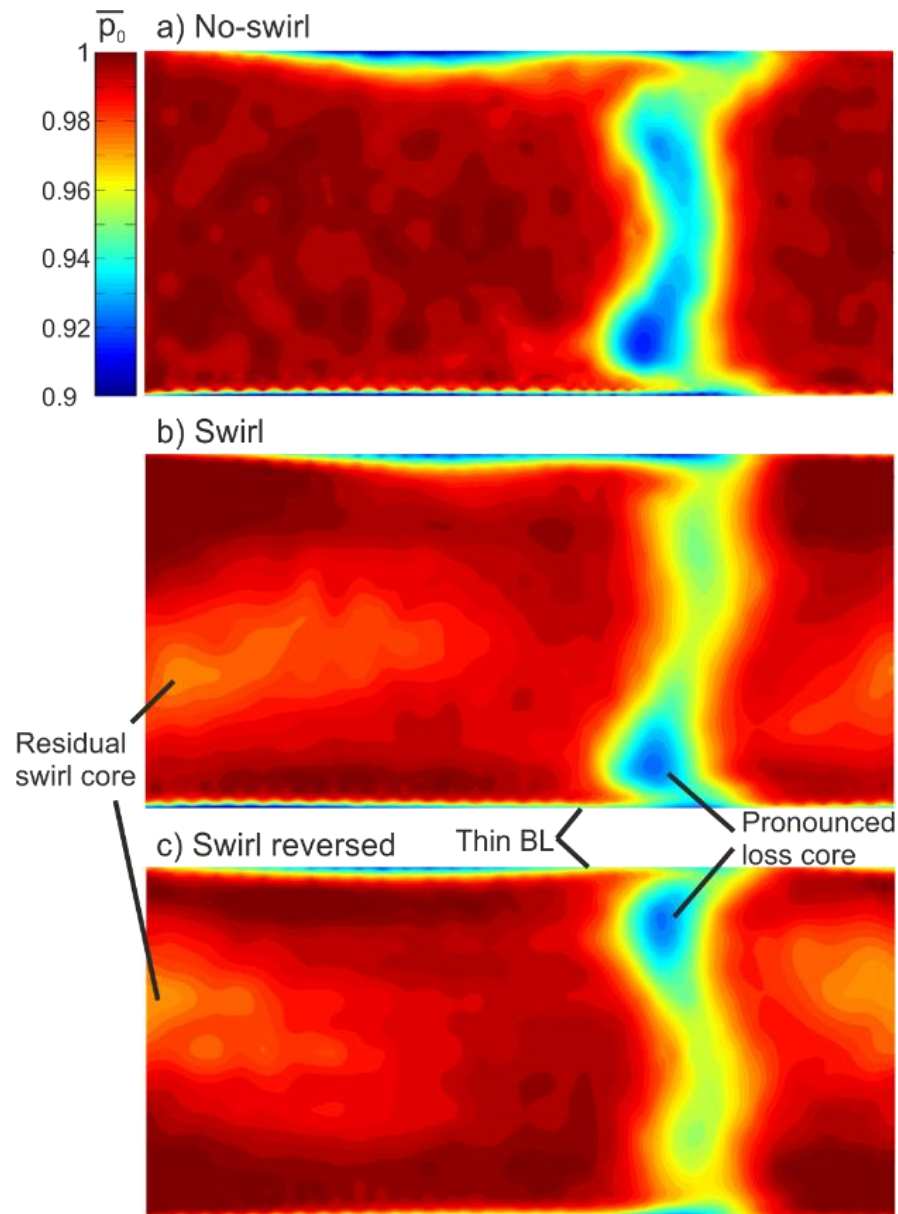 p̅₀
a) No-swirl
1
0.98
0.96
0.94
0.92
0.9
b) Swirl
Residual
swirl core
Thin BL
Pronounced
loss core
c) Swirl reversed